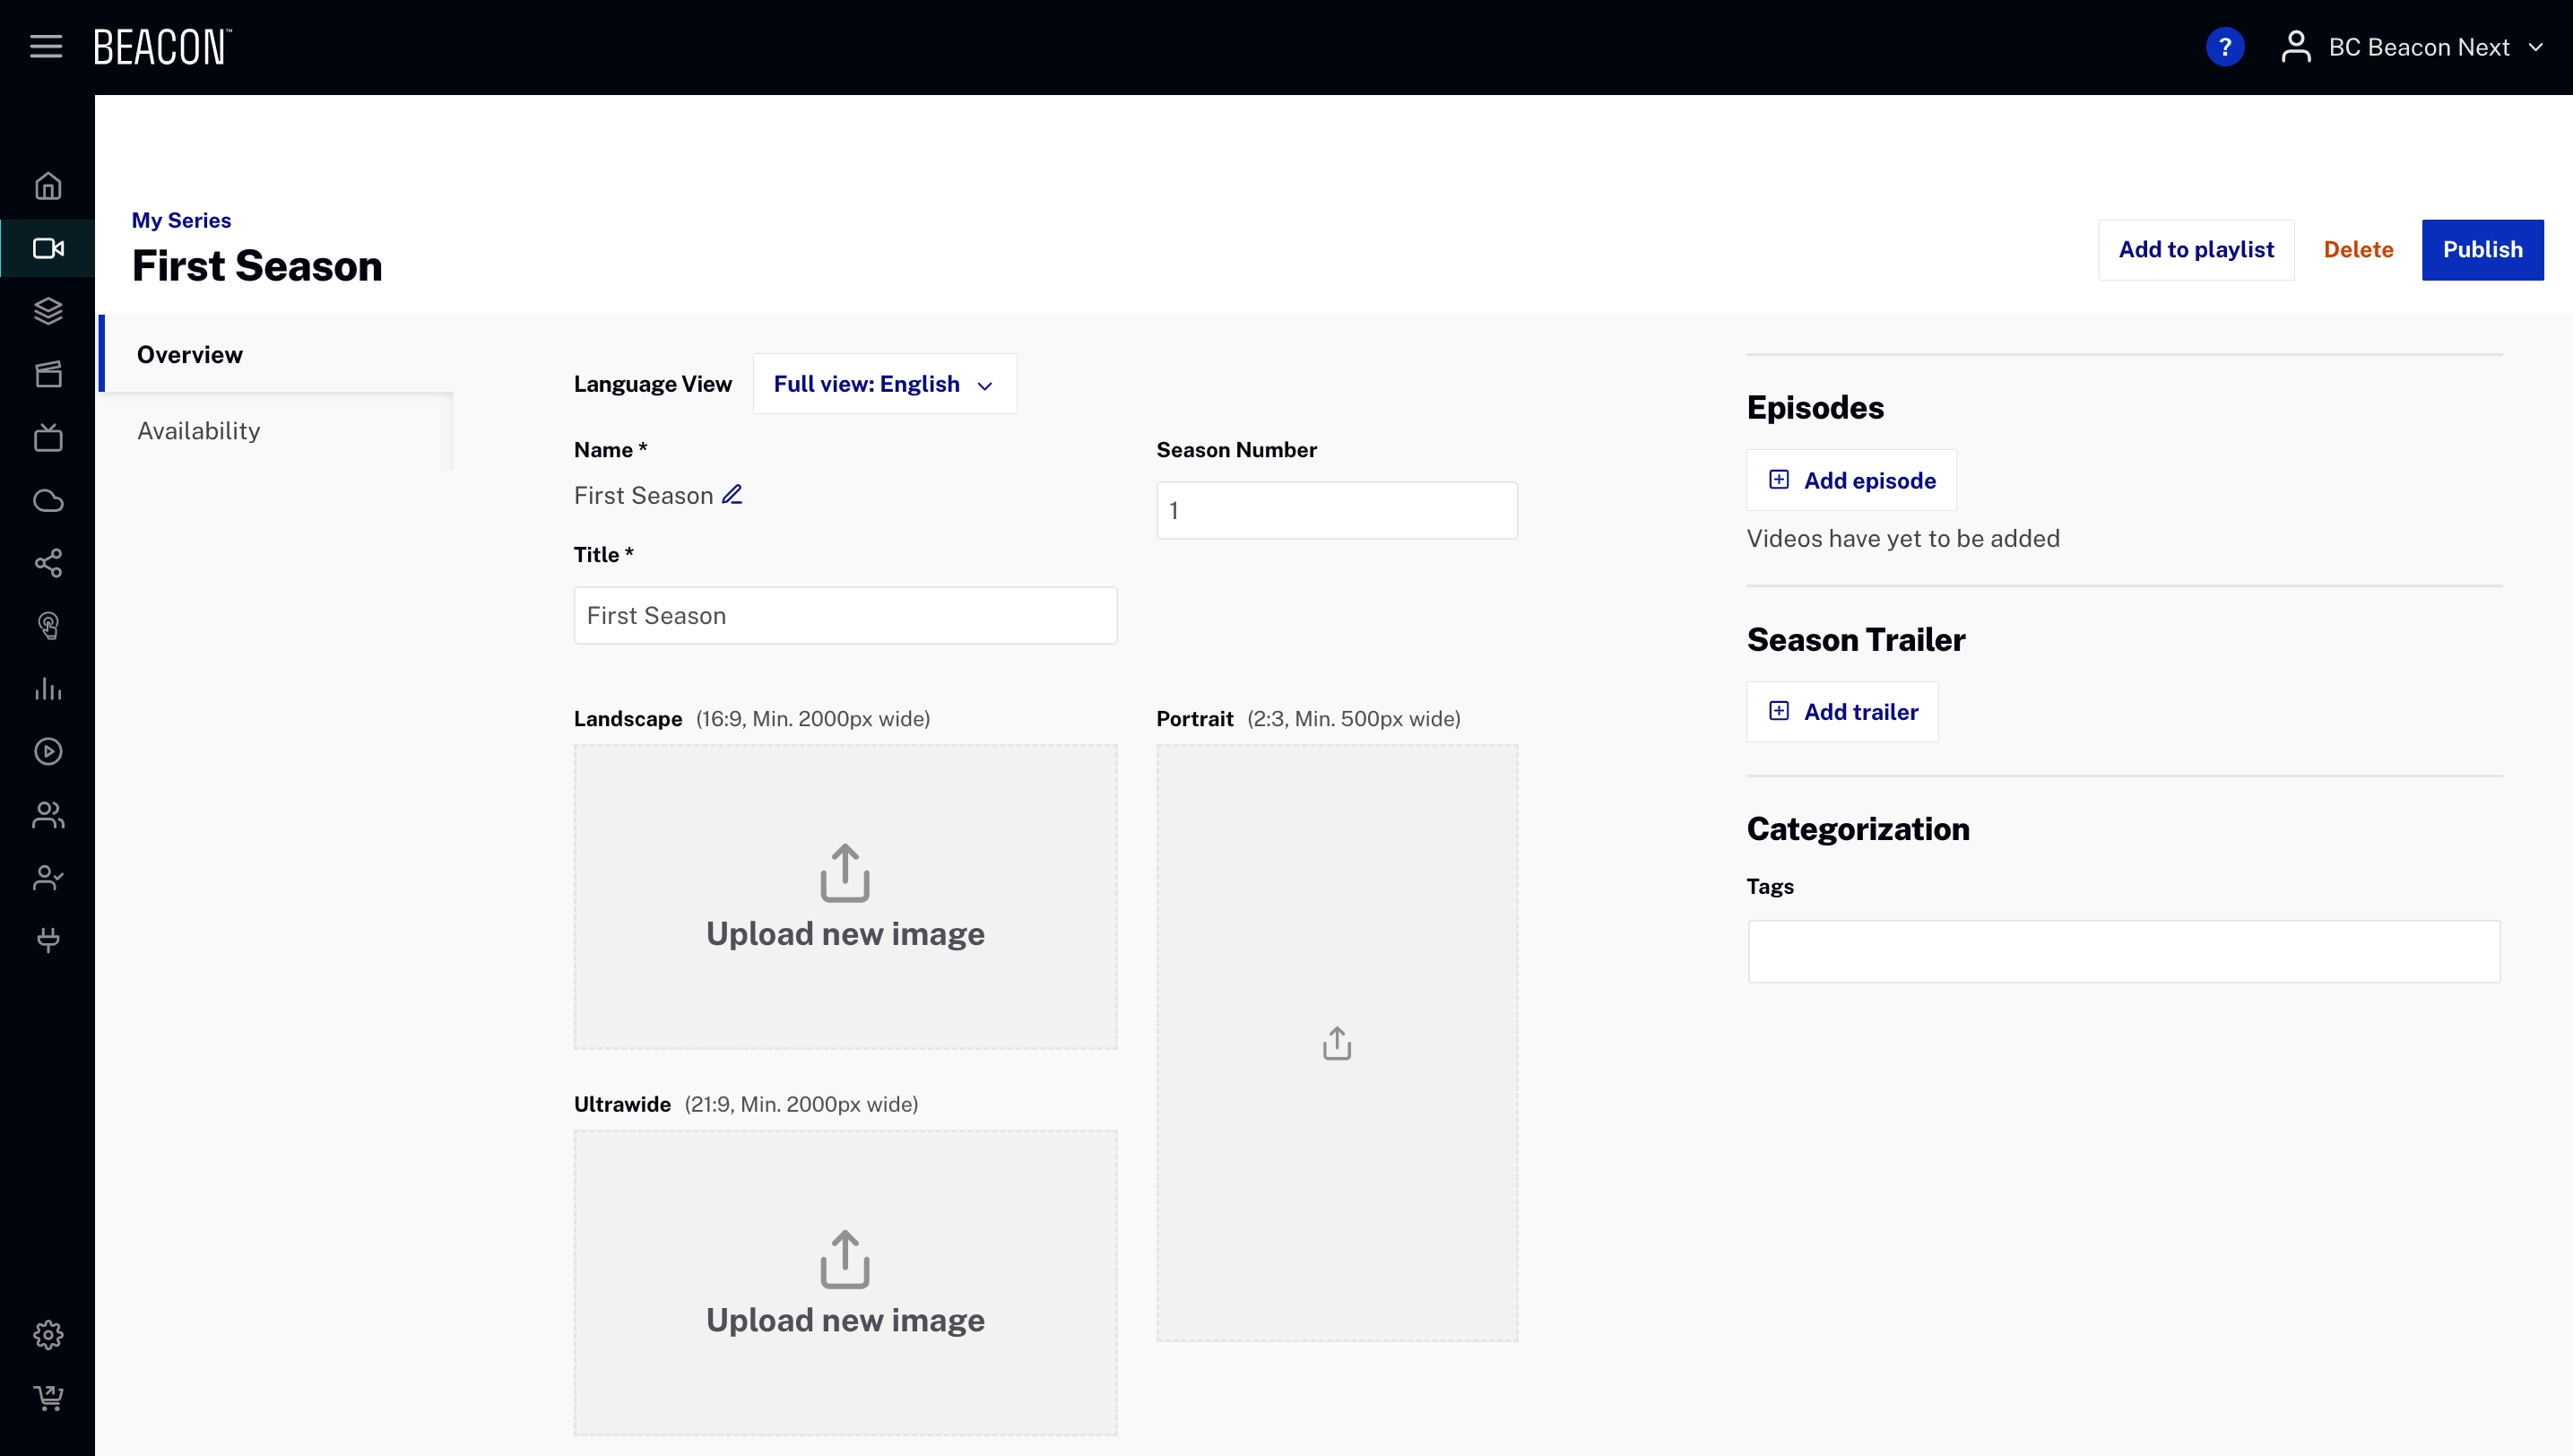 BEACON™
?
BC Beacon Next
My Series
First Season
Add to playlist
Delete
Publish
Overview
Availability
Language View
Full view: English
Name *
First Season
Season Number
1
Title *
First Season
Landscape (16:9, Min. 2000px wide)
Upload new image
Portrait (2:3, Min. 500px wide)
Ultrawide (21:9, Min. 2000px wide)
Upload new image
Episodes
Add episode
Videos have yet to be added
Season Trailer
Add trailer
Categorization
Tags